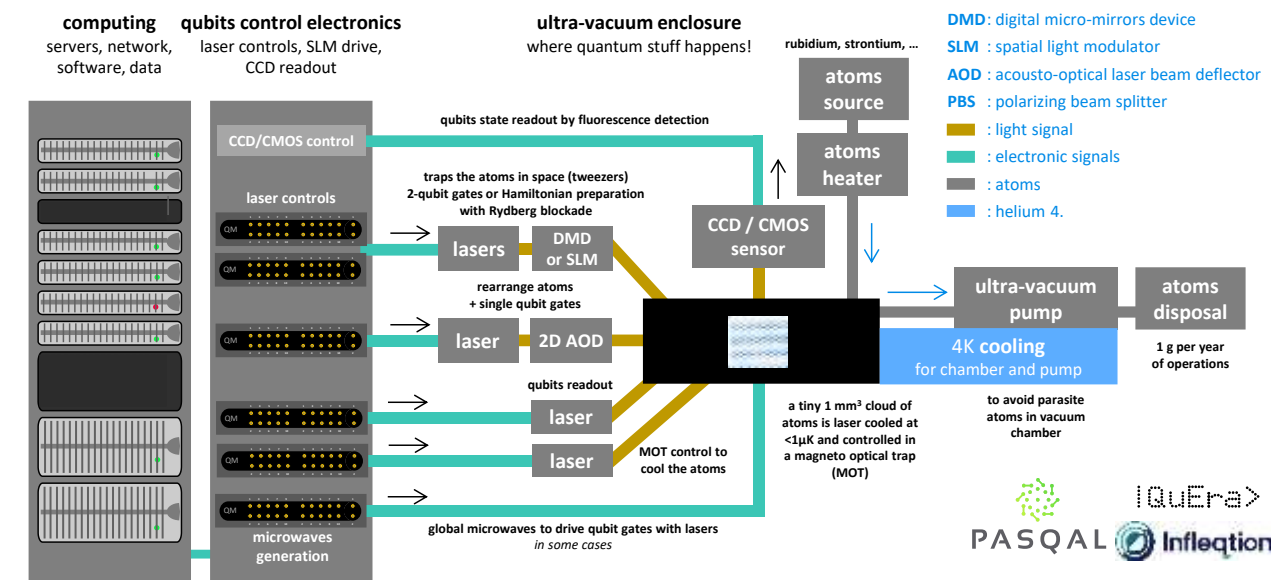 computing
servers, network,
software, data
qubits control electronics
laser controls, SLM drive,
CCD readout
ultra-vacuum enclosure
where quantum stuff happens!
DMD: digital micro-mirrors device
SLM : spatial light modulator
AOD : acousto-optical laser beam deflector
PBS : polarizing beam splitter
: light signal
: electronic signals
: atoms
: helium 4.
rubidium, strontium, …
atoms
source
atoms
heater
CCD/CMOS control
qubits state readout by fluorescence detection
laser controls
QM
QM
QM
QM
QM
QM
microwaves
generation
traps the atoms in space (tweezers)
2-qubit gates or Hamiltonian preparation
with Rydberg blockade
lasers
DMD
or SLM
CCD / CMOS
sensor
rearrange atoms
+ single qubit gates
laser
2D AOD
qubits readout
laser
laser
MOT control to
cool the atoms
global microwaves to drive qubit gates with lasers
in some cases
ultra-vacuum
pump
atoms
disposal
4K cooling
for chamber and pump
1 g per year
of operations
a tiny 1 mm³ cloud of
atoms is laser cooled at
<1µK and controlled in
a magneto optical trap
(MOT)
to avoid parasite
atoms in vacuum
chamber
PASQAL
|QuEra>
Infleqtion